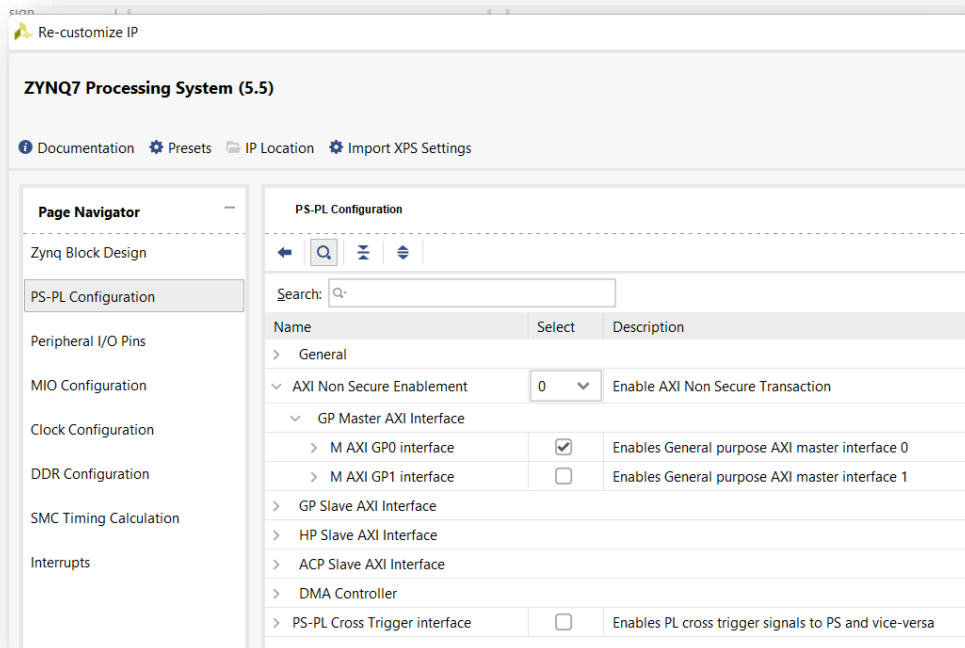 Re-customize IP
ZYNQ7 Processing System (5.5)
Documentation Presets IP Location Import XPS Settings
Page Navigator
Zynq Block Design
PS-PL Configuration
Peripheral I/O Pins
MIO Configuration
Clock Configuration
DDR Configuration
SMC Timing Calculation
Interrupts
PS-PL Configuration
Search:
Name Select Description
General
AXI Non Secure Enablement 0 Enable AXI Non Secure Transaction
GP Master AXI Interface
M AXI GP0 interface Enables General purpose AXI master interface 0
M AXI GP1 interface Enables General purpose AXI master interface 1
GP Slave AXI Interface
HP Slave AXI Interface
ACP Slave AXI Interface
DMA Controller
PS-PL Cross Trigger interface Enables PL cross trigger signals to PS and vice-versa